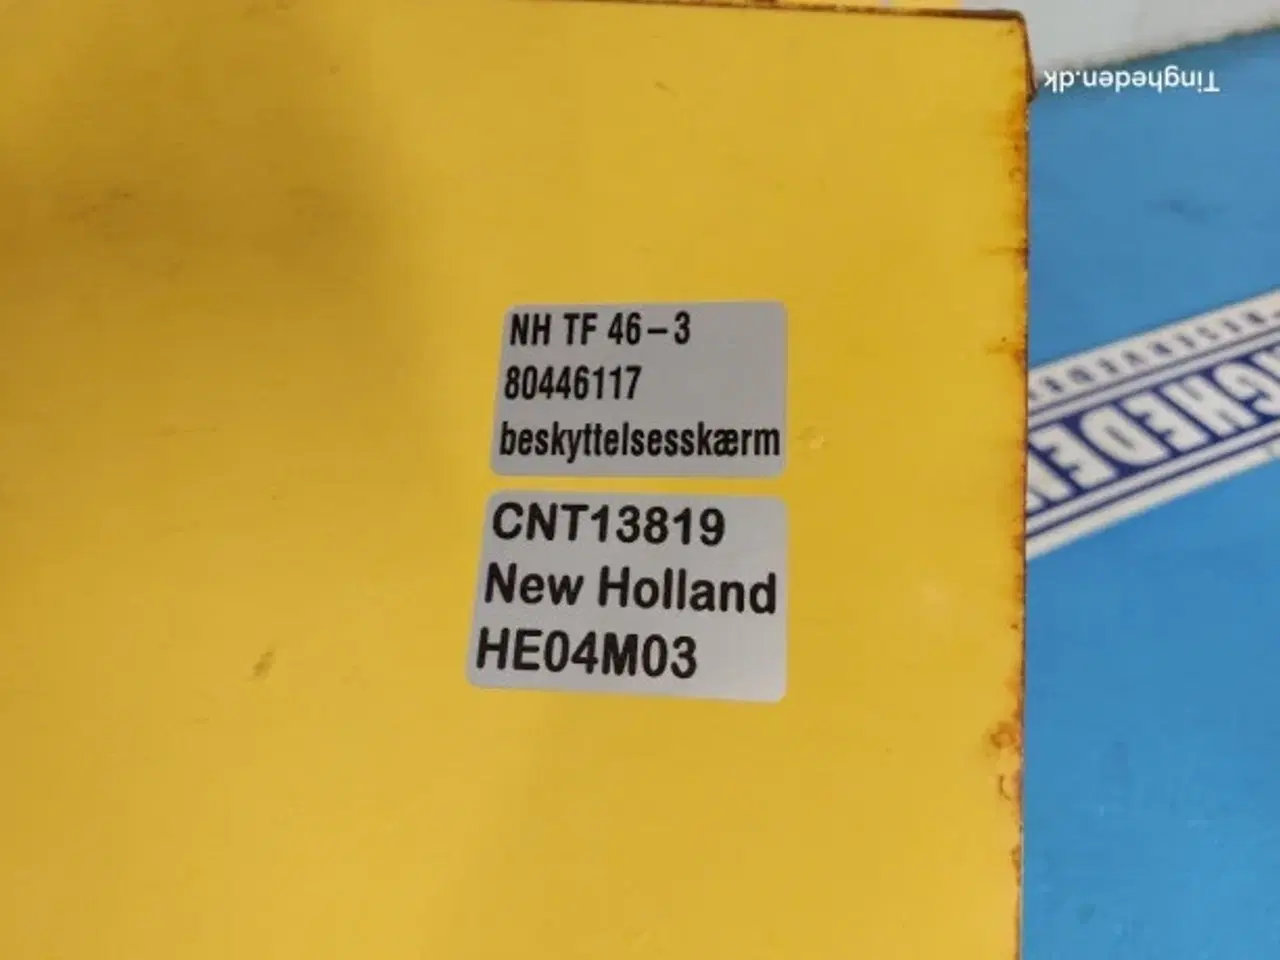 Tingheden.dk
NH TF 46-3
80446117
beskyttelsesskærm
CNT13819
New Holland
HE04M03